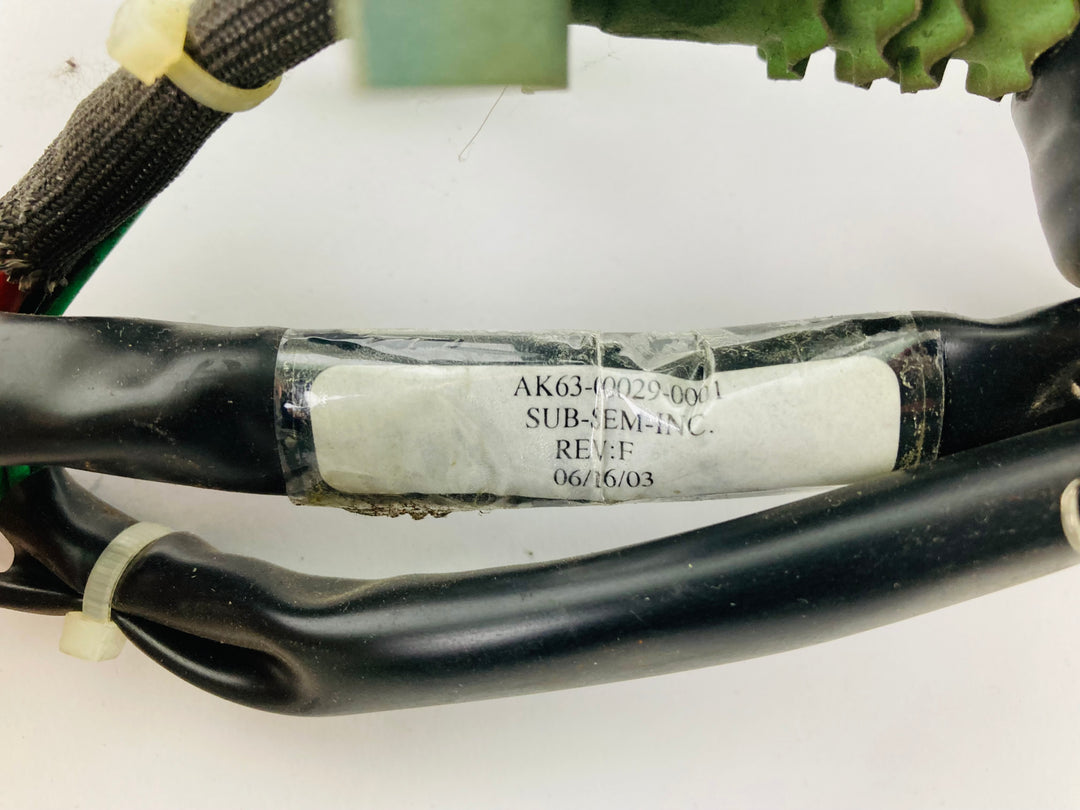 AK63-00029-0001
SUB-SEM-INC.
REV:F
06/16/03